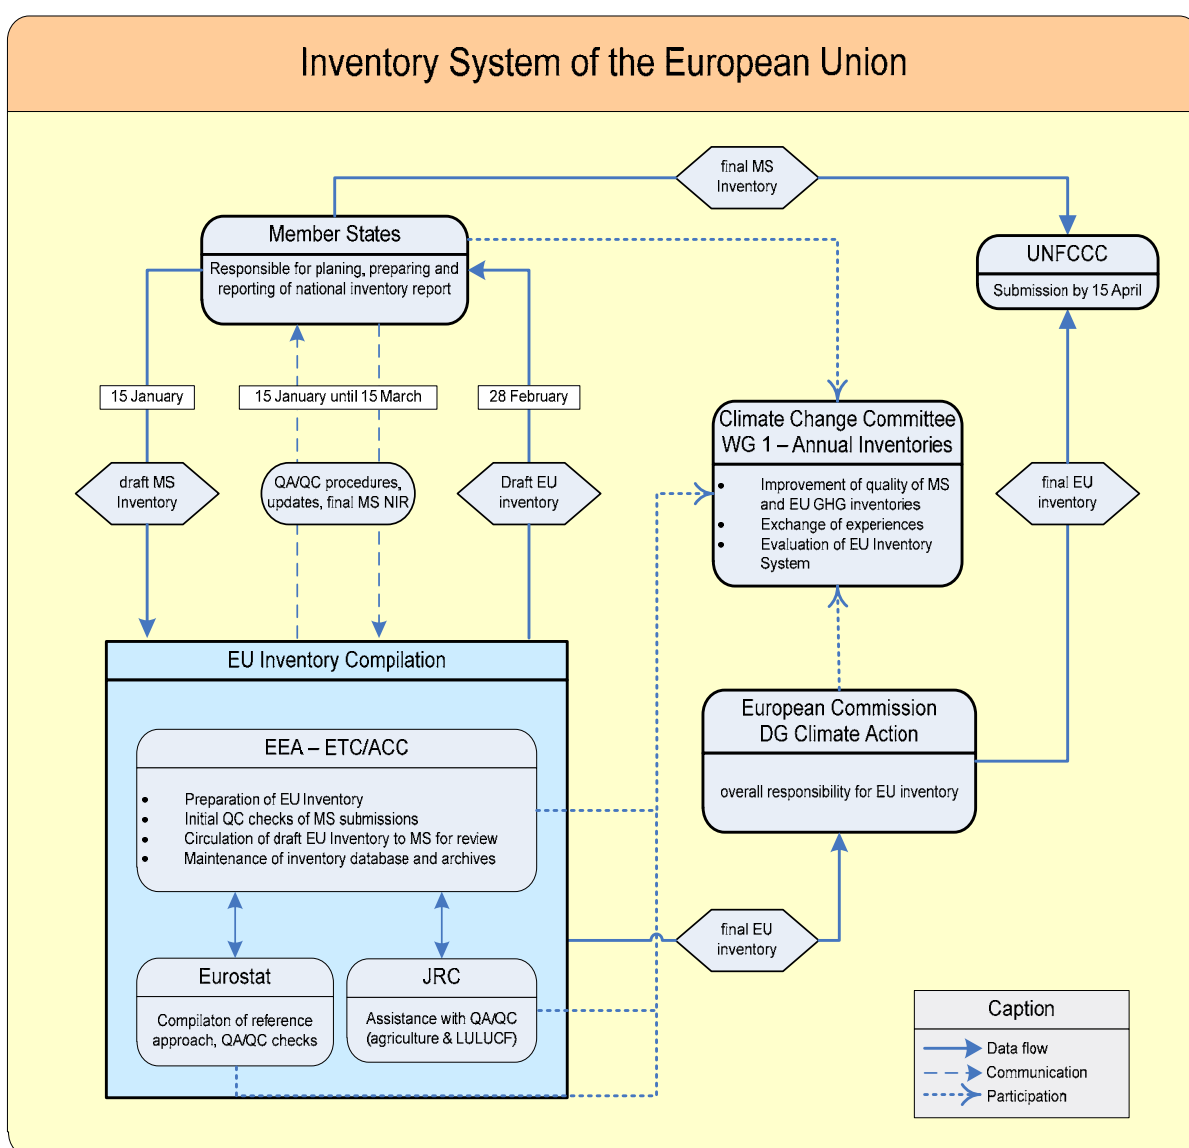 Inventory System of the European Union
final MS
Inventory
Member States
Responsible for planing, preparing and
reporting of national inventory report
UNFCCC
Submission by 15 April
15 January
15 January until 15 March
28 February
Climate Change Committee
WG 1 – Annual Inventories
• Improvement of quality of MS
and EU GHG inventories
• Exchange of experiences
• Evaluation of EU Inventory
System
draft MS
Inventory
QA/QC procedures,
updates, final MS NIR
Draft EU
inventory
final EU
inventory
EU Inventory Compilation
EEA – ETC/ACC
• Preparation of EU Inventory
• Initial QC checks of MS submissions
• Circulation of draft EU Inventory to MS for review
• Maintenance of inventory database and archives
European Commission
DG Climate Action
overall responsibility for EU inventory
final EU
inventory
Eurostat
Compilaton of reference
approach, QA/QC checks
JRC
Assistance with QA/QC
(agriculture & LULUCF)
Caption
Data flow
Communication
Participation